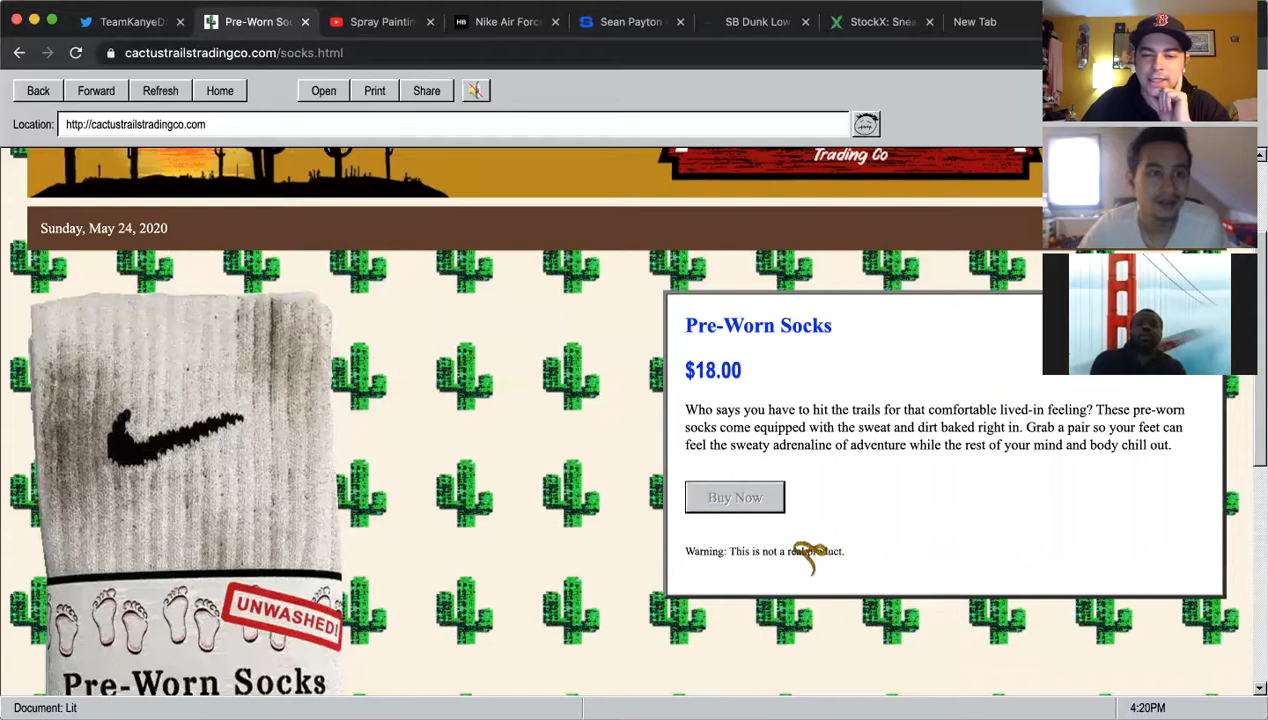 TeamKanyeD
Pre-Worn Soc
Spray Paintin
HB
Nike Air Forc
S
Sean Payton
SB Dunk Low
StockX: Snea
New Tab
cactustrailstradingco.com/socks.html
Back
Forward
Refresh
Home
Open
Print
Share
Location:
http://cactustrailstradingco.com
Trading Co
Sunday, May 24, 2020
Pre-Worn Socks
$18.00
Who says you have to hit the trails for that comfortable lived-in feeling? These pre-worn
socks come equipped with the sweat and dirt baked right in. Grab a pair so your feet can
feel the sweaty adrenaline of adventure while the rest of your mind and body chill out.
Buy Now
Warning: This is not a real product.
UNWASHED!
Pre-Worn Socks
Document: Lit
4:20PM